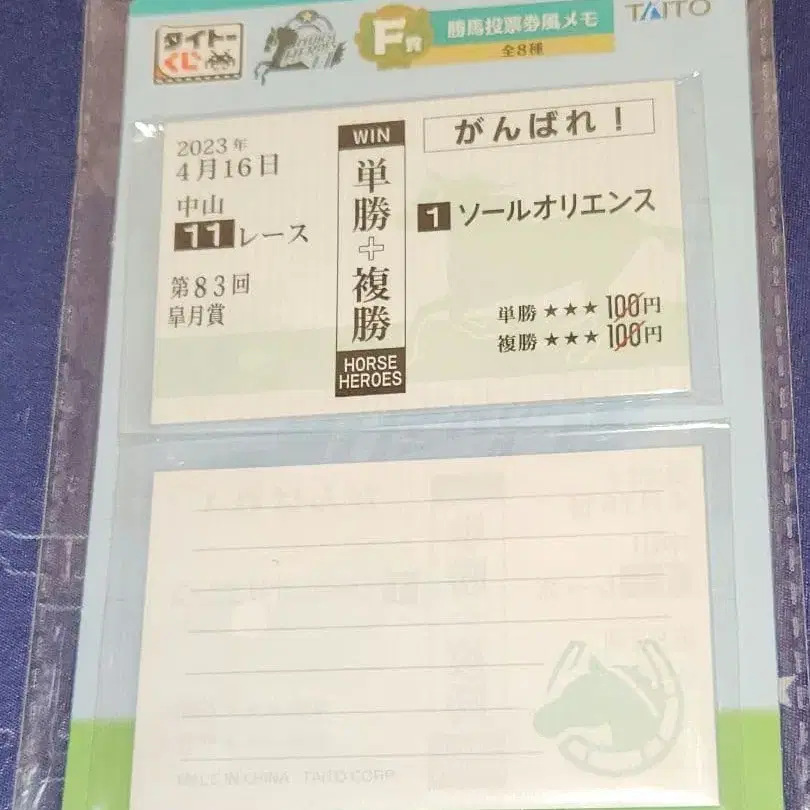 タイトーくじ
HORSE HEROES
F賞
勝馬投票券風メモ
全8種
TAITO
2023年
4月16日
中山
11レース
第83回
皐月賞
WIN
単勝+複勝
HORSE
HEROES
がんばれ！
1 ソールオリエンス
単勝★★★100円
複勝★★★100円
MADE IN CHINA TAITO CORP.